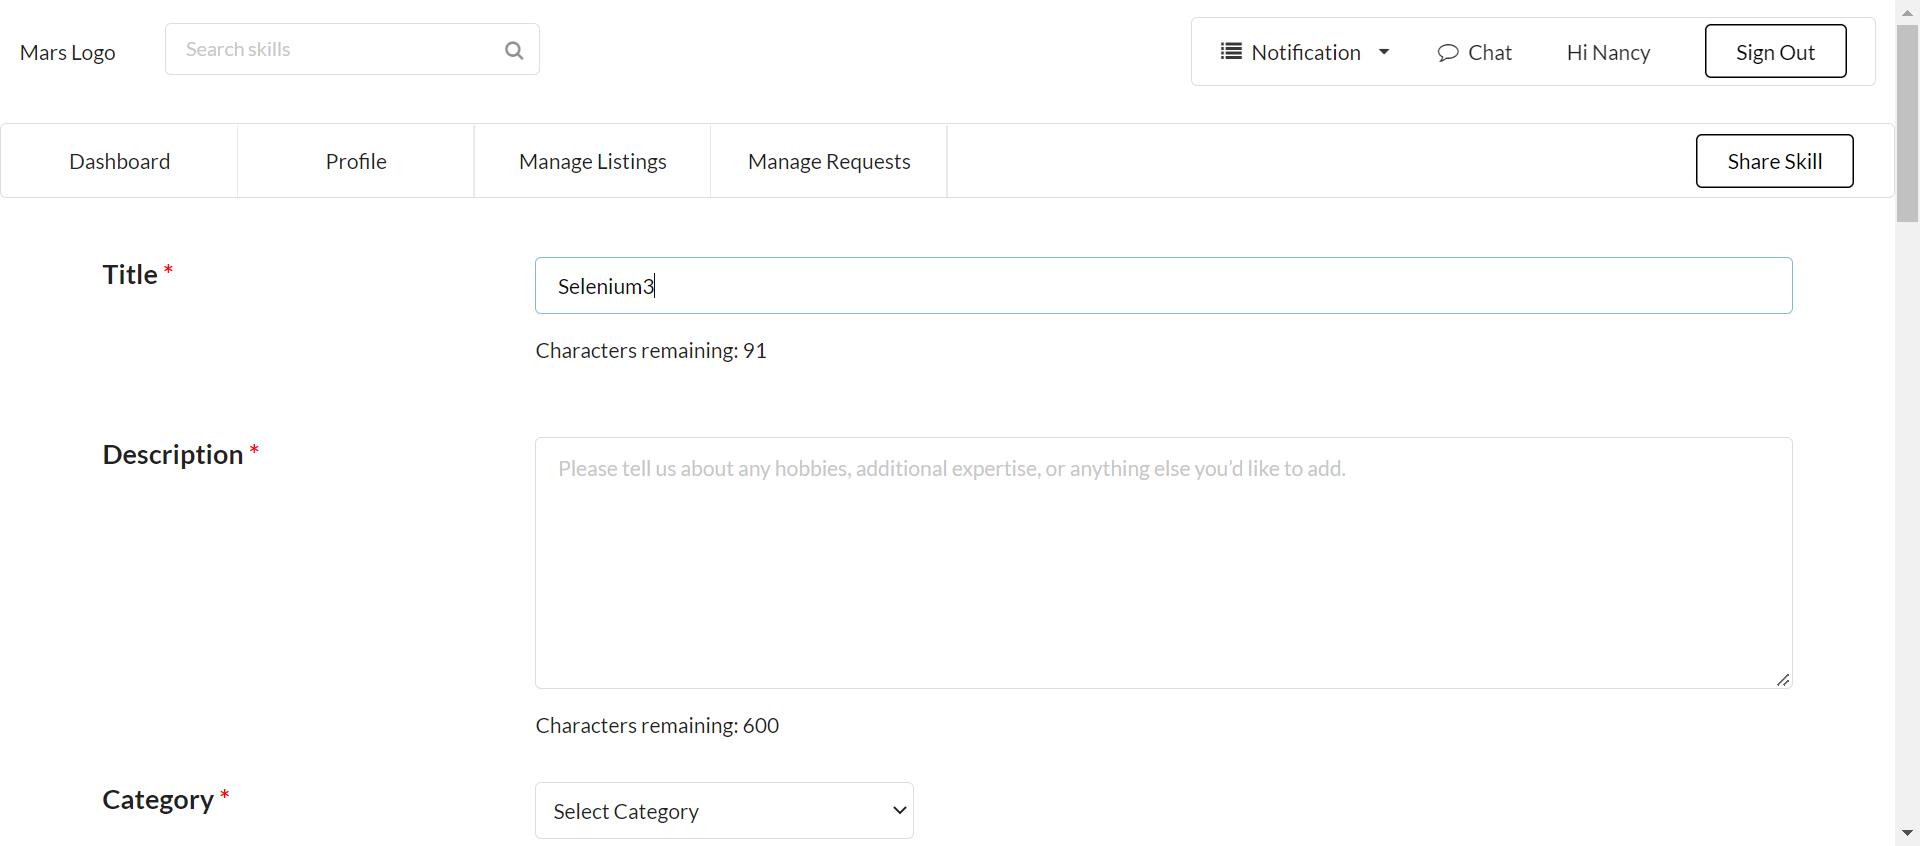 Mars Logo
Search skills
Notification
Chat
Hi Nancy
Sign Out
Dashboard
Profile
Manage Listings
Manage Requests
Share Skill
Title *
Selenium3
Characters remaining: 91
Description *
Please tell us about any hobbies, additional expertise, or anything else you’d like to add.
Characters remaining: 600
Category *
Select Category